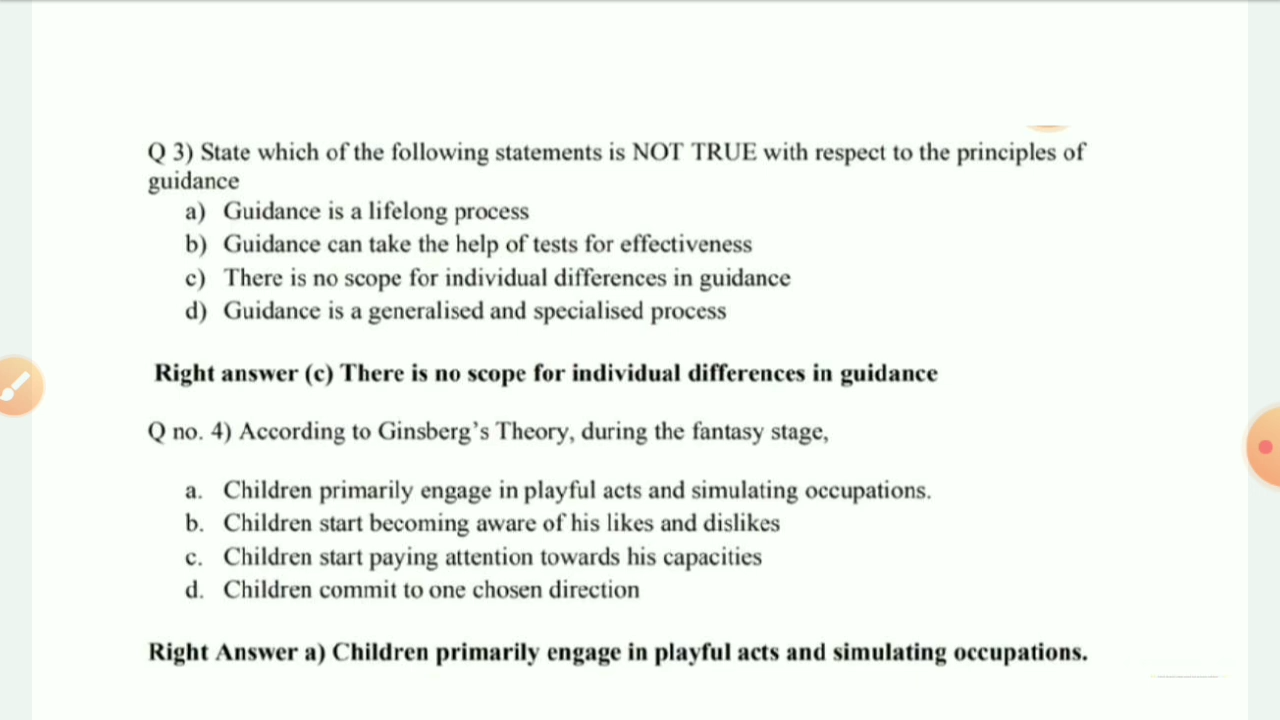 Q 3) State which of the following statements is NOT TRUE with respect to the principles of
guidance
a) Guidance is a lifelong process
b) Guidance can take the help of tests for effectiveness
c) There is no scope for individual differences in guidance
d) Guidance is a generalised and specialised process
Right answer (c) There is no scope for individual differences in guidance
Q no. 4) According to Ginsberg’s Theory, during the fantasy stage,
a. Children primarily engage in playful acts and simulating occupations.
b. Children start becoming aware of his likes and dislikes
c. Children start paying attention towards his capacities
d. Children commit to one chosen direction
Right Answer a) Children primarily engage in playful acts and simulating occupations.